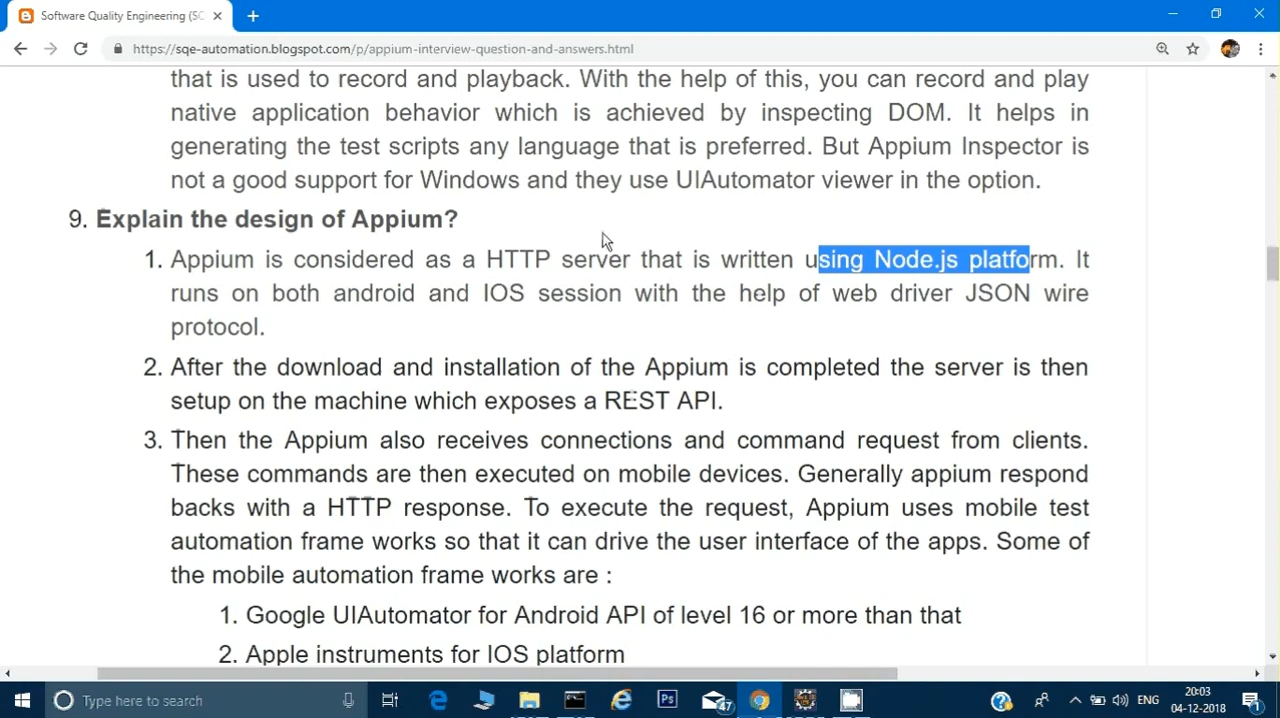 Software Quality Engineering (SC
https://sqe-automation.blogspot.com/p/appium-interview-question-and-answers.html
that is used to record and playback. With the help of this, you can record and play
native application behavior which is achieved by inspecting DOM. It helps in
generating the test scripts any language that is preferred. But Appium Inspector is
not a good support for Windows and they use UIAutomator viewer in the option.
9. Explain the design of Appium?
1. Appium is considered as a HTTP server that is written using Node.js platform. It
runs on both android and IOS session with the help of web driver JSON wire
protocol.
2. After the download and installation of the Appium is completed the server is then
setup on the machine which exposes a REST API.
3. Then the Appium also receives connections and command request from clients.
These commands are then executed on mobile devices. Generally appium respond
backs with a HTTP response. To execute the request, Appium uses mobile test
automation frame works so that it can drive the user interface of the apps. Some of
the mobile automation frame works are :
1. Google UIAutomator for Android API of level 16 or more than that
2. Apple instruments for IOS platform
Type here to search
Ps
47
ENG
20:03
04-12-2018
1